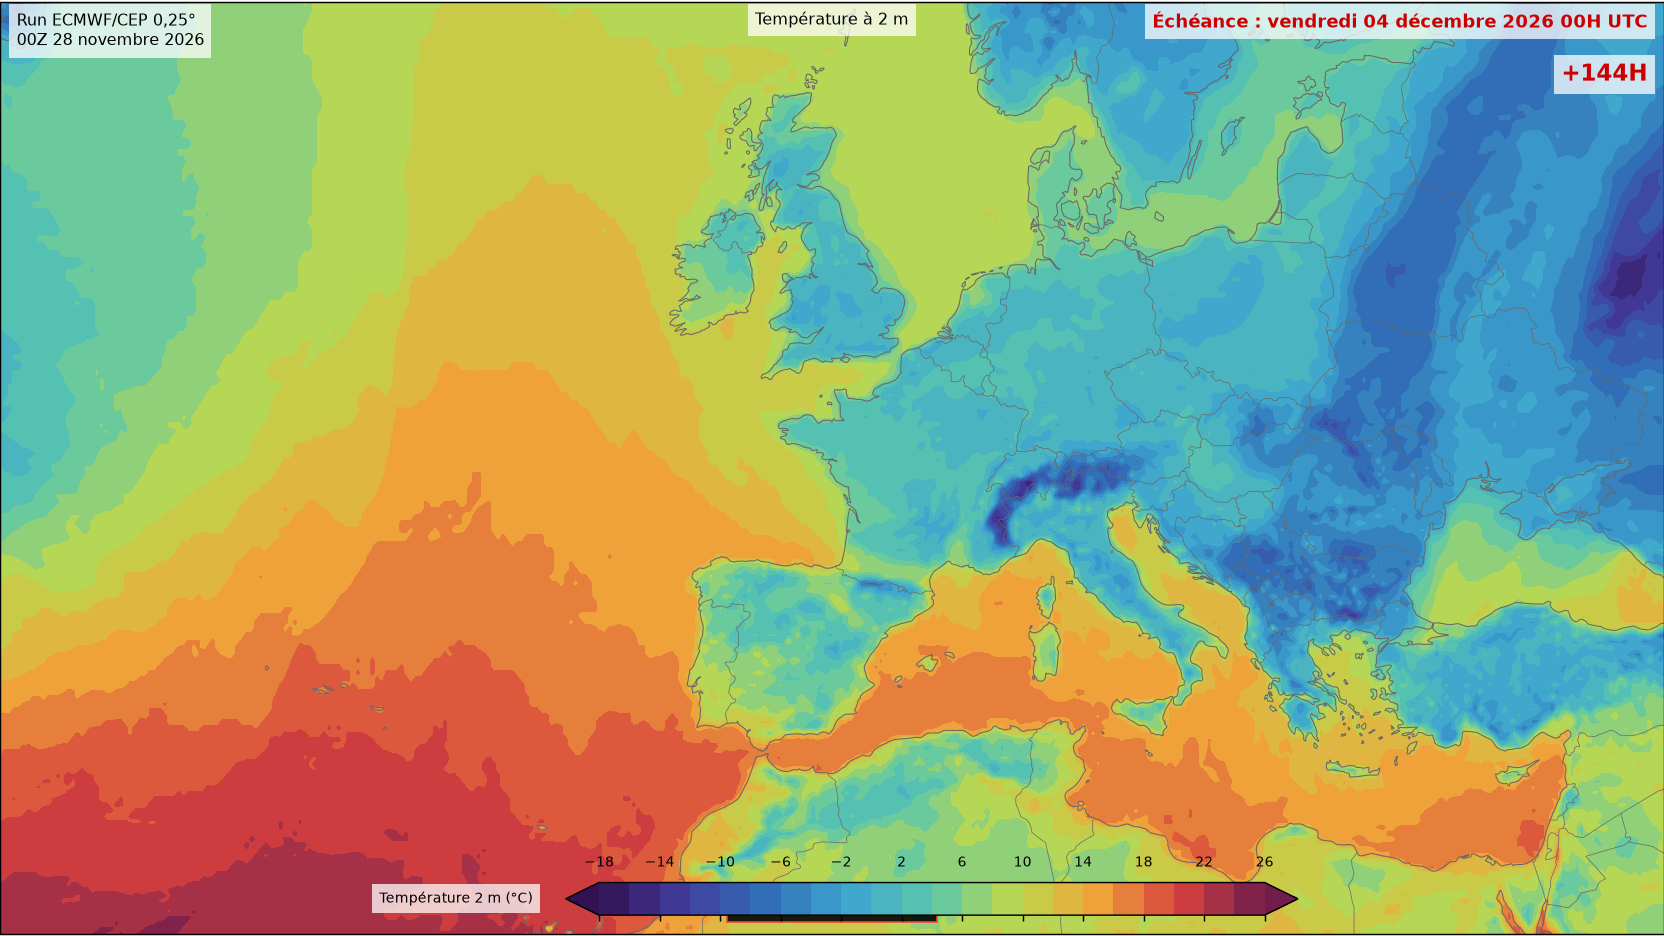 Run ECMWF/CEP 0,25°
00Z 28 novembre 2026
Température à 2 m
Échéance : vendredi 04 décembre 2026 00H UTC
+144H
−18 −14 −10 −6 −2 2 6 10 14 18 22 26
Température 2 m (°C)